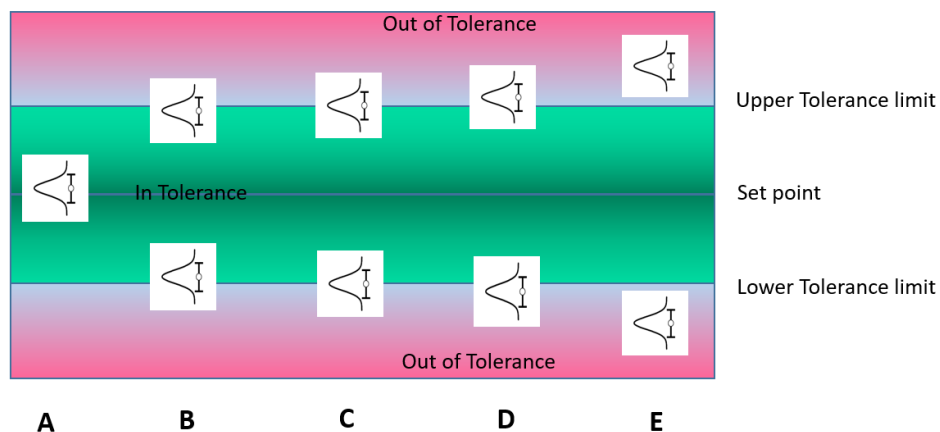 Out of Tolerance
Upper Tolerance limit
In Tolerance
Set point
Lower Tolerance limit
Out of Tolerance
A B C D E